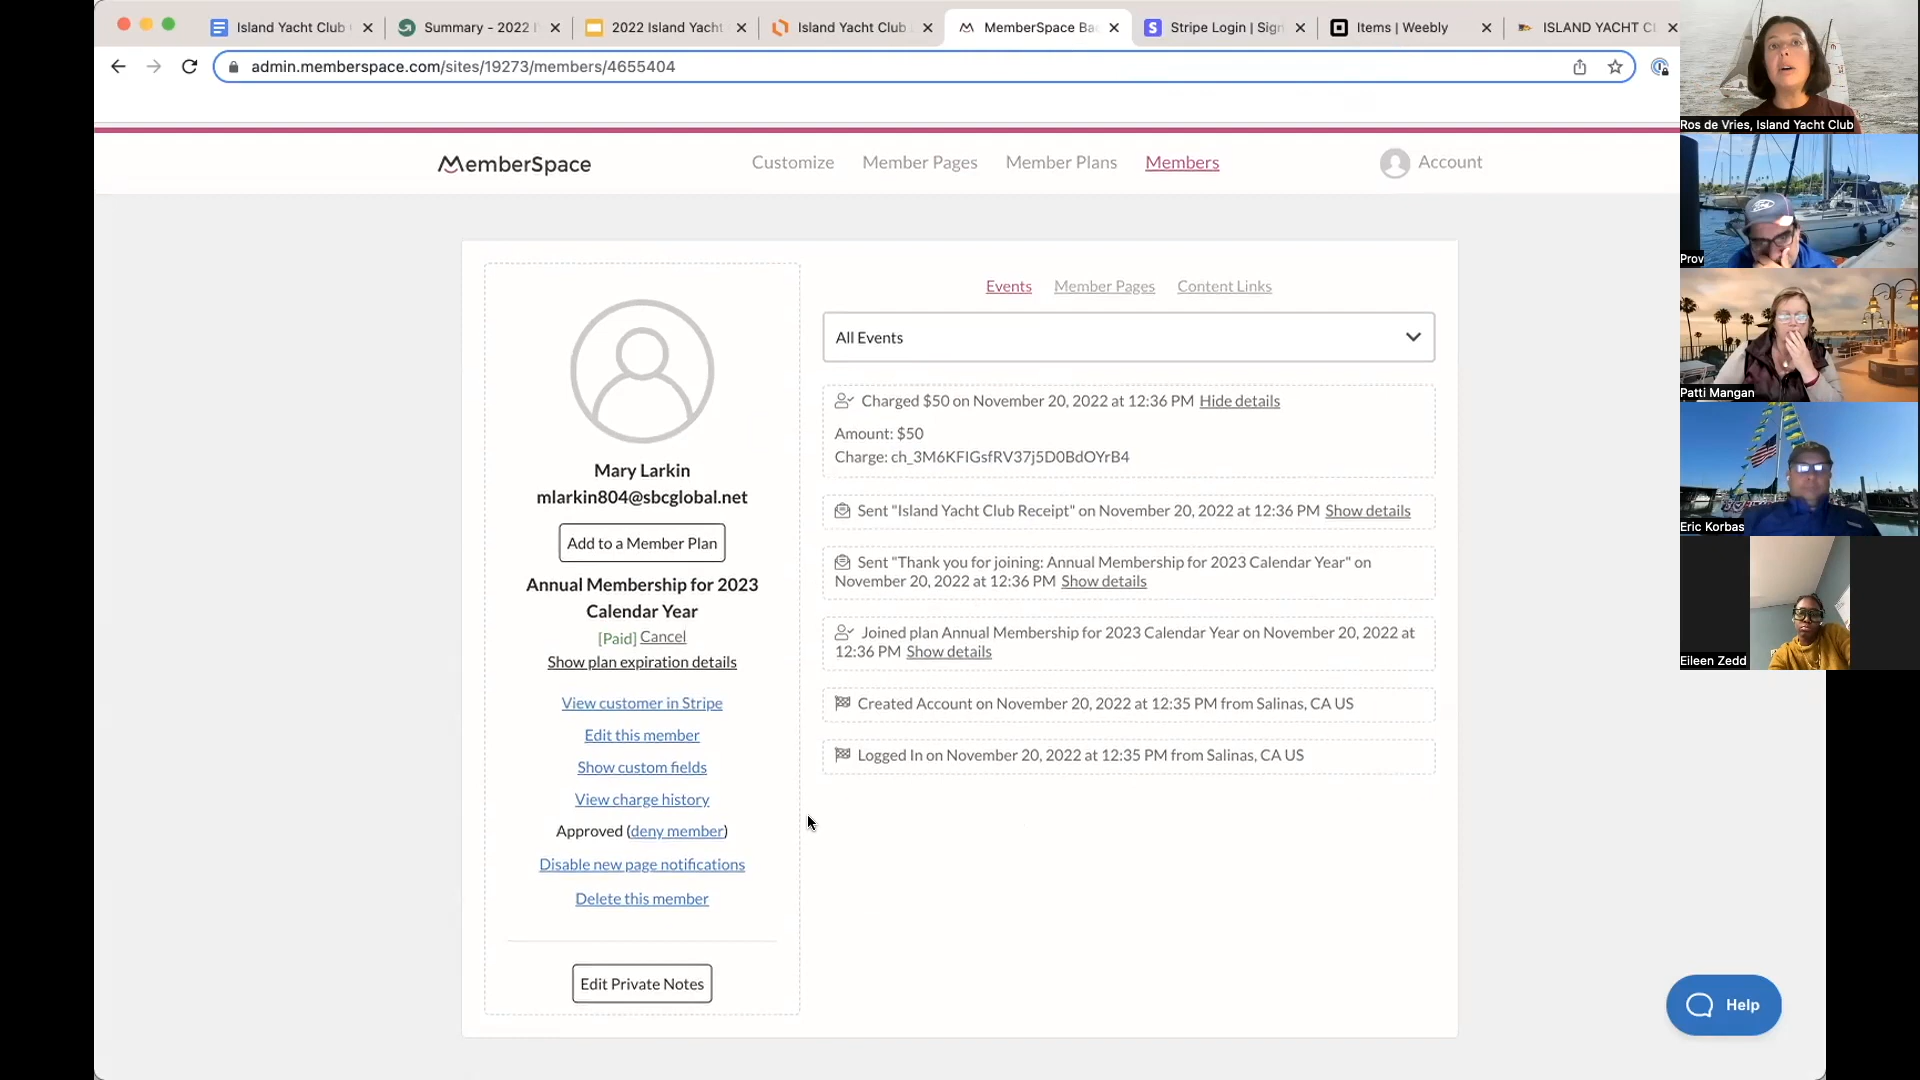 Island Yacht Club
Summary - 2022 I
2022 Island Yacht
Island Yacht Club
MemberSpace Ba
Stripe Login | Sign
Items | Weebly
ISLAND YACHT C
admin.memberspace.com/sites/19273/members/4655404
MemberSpace
Customize
Member Pages
Member Plans
Members
Account
Mary Larkin
mlarkin804@sbcglobal.net
Add to a Member Plan
Annual Membership for 2023
Calendar Year
[Paid] Cancel
Show plan expiration details
View customer in Stripe
Edit this member
Show custom fields
View charge history
Approved (deny member)
Disable new page notifications
Delete this member
Edit Private Notes
Events
Member Pages
Content Links
All Events
Charged $50 on November 20, 2022 at 12:36 PM Hide details
Amount: $50
Charge: ch_3M6KFIGsfRV37j5D0BdOYrB4
Sent "Island Yacht Club Receipt" on November 20, 2022 at 12:36 PM Show details
Sent "Thank you for joining: Annual Membership for 2023 Calendar Year" on
November 20, 2022 at 12:36 PM Show details
Joined plan Annual Membership for 2023 Calendar Year on November 20, 2022 at
12:36 PM Show details
Created Account on November 20, 2022 at 12:35 PM from Salinas, CA US
Logged In on November 20, 2022 at 12:35 PM from Salinas, CA US
Help
Ros de Vries, Island Yacht Club
Prov
Patti Mangan
Eric Korbas
Eileen Zedd